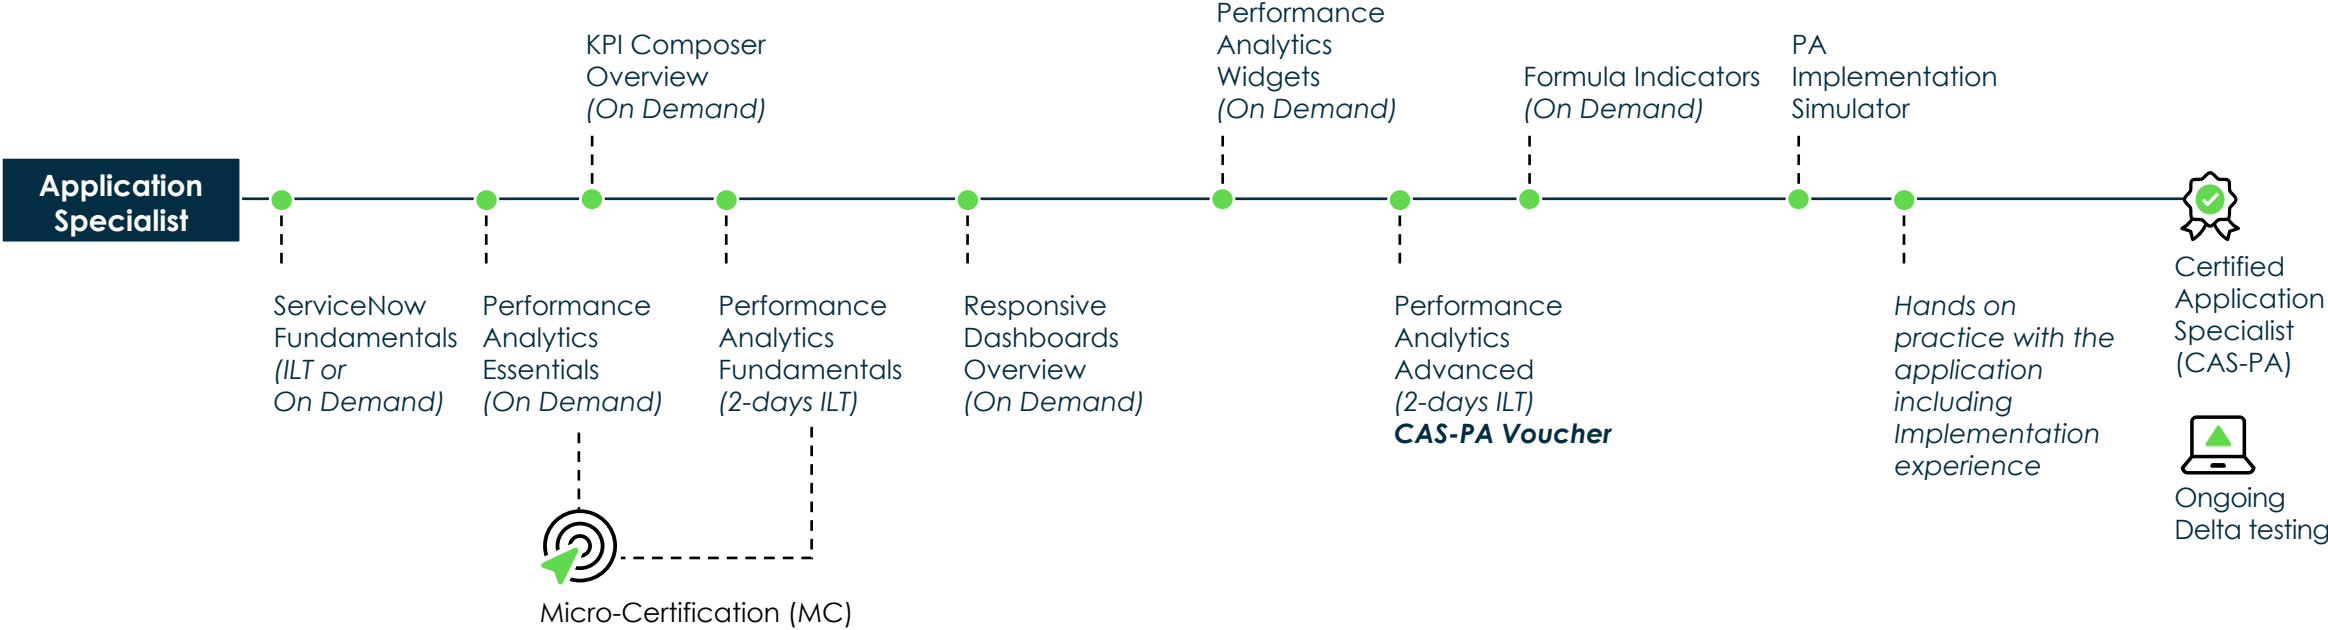 Application
Specialist
ServiceNow
Fundamentals
(ILT or
On Demand)
Performance
Analytics
Essentials
(On Demand)
KPI Composer
Overview
(On Demand)
Performance
Analytics
Fundamentals
(2-days ILT)
Micro-Certification (MC)
Responsive
Dashboards
Overview
(On Demand)
Performance
Analytics
Widgets
(On Demand)
Performance
Analytics
Advanced
(2-days ILT)
CAS-PA Voucher
Formula Indicators
(On Demand)
PA
Implementation
Simulator
Hands on
practice with the
application
including
Implementation
experience
Certified
Application
Specialist
(CAS-PA)
Ongoing
Delta testing